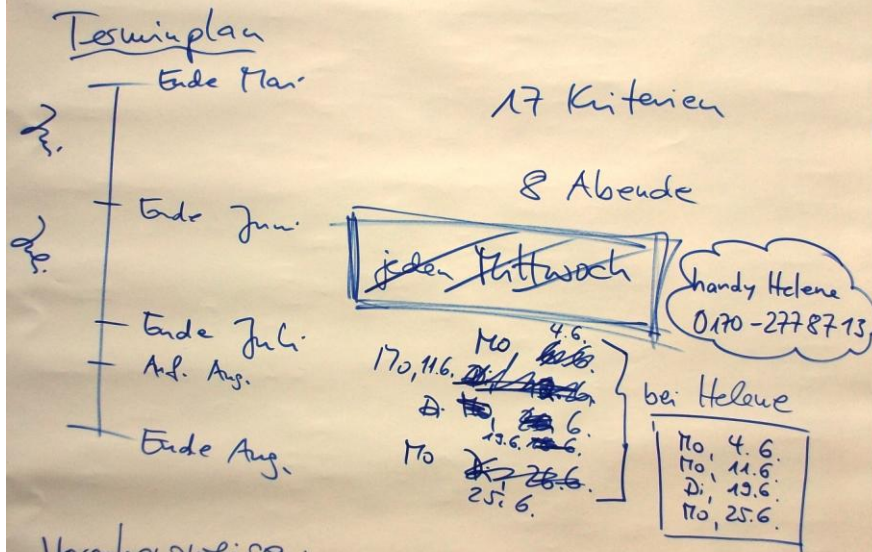 Terminplan
Ende Mai
17 Kriterien
8 Abende
Ende Juni
jeden Mittwoch
handy Helene
0170-2778713
Ende Juli
Anf. Aug.
Mo, 4.6.
Mo, 11.6.
Di 6.
19.6.
Mo
25.6.
Ende Aug.
bei Helene
Mo, 4.6.
Mo, 11.6.
Di, 19.6.
Mo, 25.6.